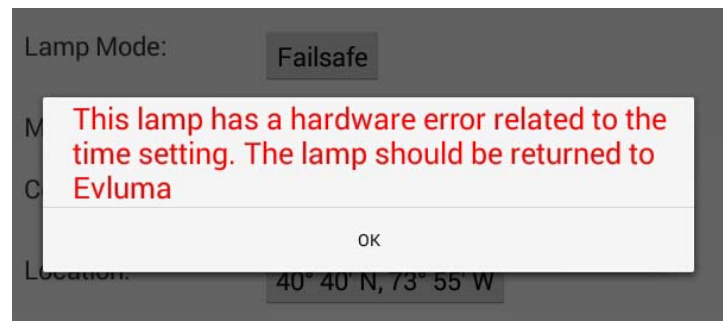 Lamp Mode:
Failsafe
This lamp has a hardware error related to the
time setting. The lamp should be returned to
Evluma
OK
Location:
40° 40' N, 73° 55' W